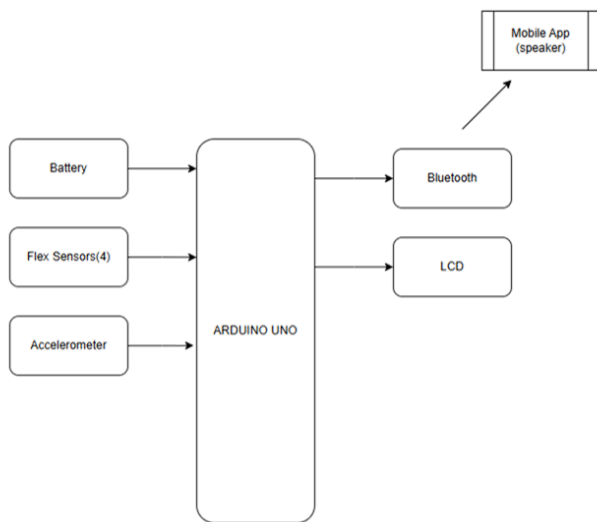 Mobile App
(speaker)
Battery
Bluetooth
Flex Sensors(4)
LCD
ARDUINO UNO
Accelerometer